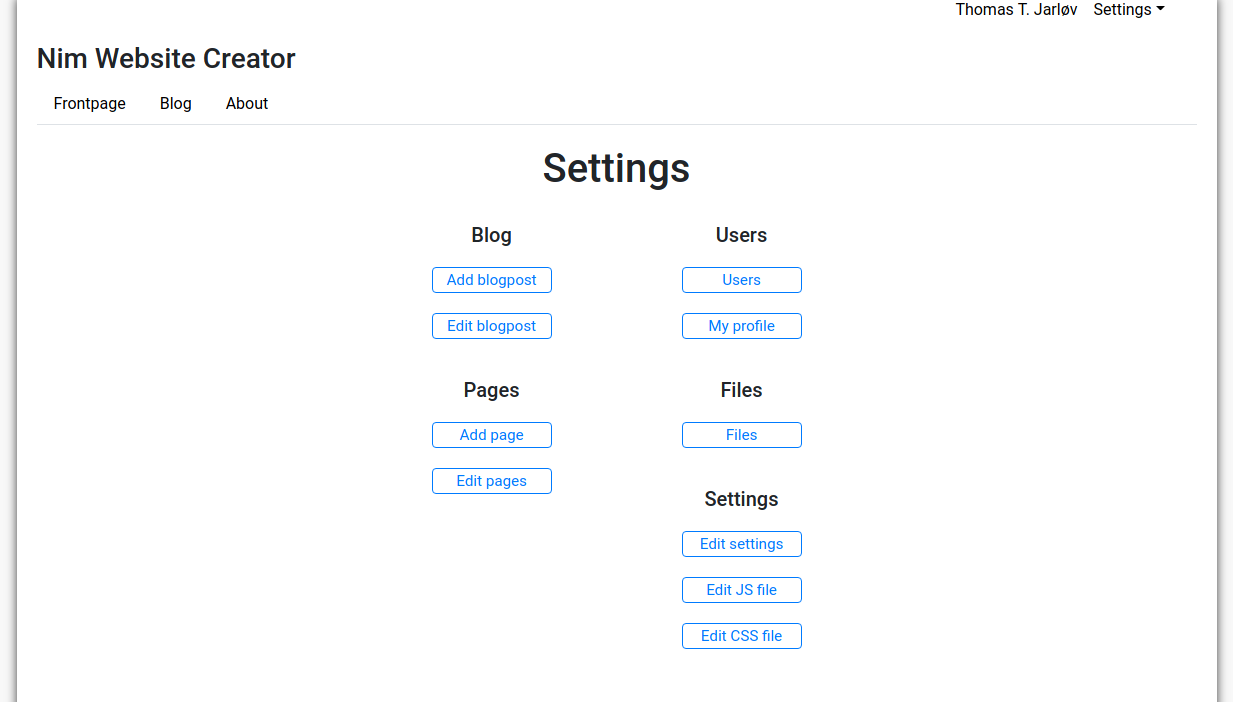 Thomas T. Jarløv Settings
Nim Website Creator
Frontpage Blog About
Settings
Blog
Add blogpost
Edit blogpost
Pages
Add page
Edit pages
Users
Users
My profile
Files
Files
Settings
Edit settings
Edit JS file
Edit CSS file